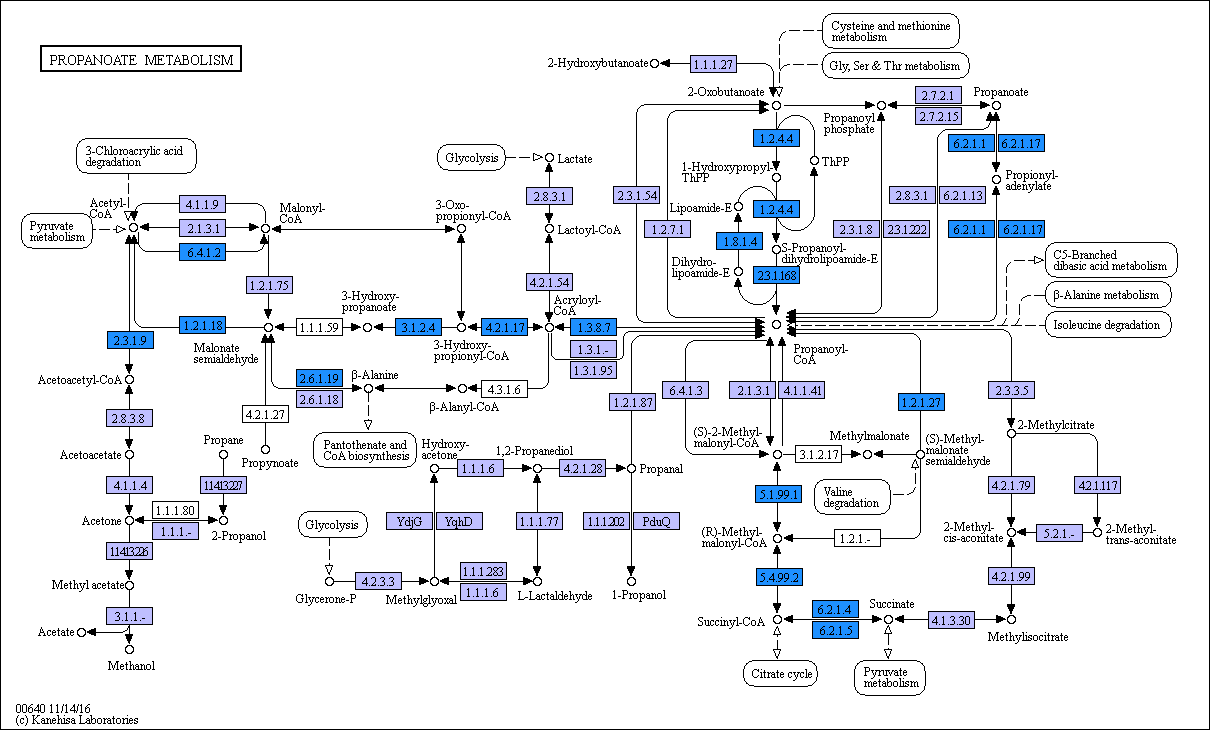 PROPANOATE METABOLISM
Cysteine and methionine
metabolism
Gly, Ser & Thr metabolism
2-Hydroxybutanoate
1.1.1.27
2-Oxobutanoate
Propanoyl
phosphate
2.7.2.1
2.7.2.15
Propanoate
3-Chloroacrylic acid
degradation
Glycolysis
Lactate
1.2.4.4
1-Hydroxypropyl-
ThPP
ThPP
6.2.1.1
6.2.1.17
Propionyl-
adenylate
Acetyl-
CoA
4.1.1.9
Malonyl-
CoA
3-Oxo-
propionyl-CoA
2.8.3.1
2.3.1.54
Lipoamide-E
1.2.4.4
2.8.3.1
6.2.1.13
Pyruvate
metabolism
2.1.3.1
6.4.1.2
Lactoyl-CoA
1.2.7.1
1.8.1.4
S-Propanoyl-
dihydrolipoamide-E
2.3.1.8
2.3.1.222
6.2.1.1
6.2.1.17
C5-Branched
dibasic acid metabolism
Dihydro-
lipoamide-E
2.3.1.168
1.2.1.75
4.2.1.54
β-Alanine metabolism
3-Hydroxy-
propanoate
Acryloyl-
CoA
Isoleucine degradation
1.2.1.18
1.1.1.59
3.1.2.4
4.2.1.17
1.3.8.7
2.3.1.9
Malonate
semialdehyde
3-Hydroxy-
propionyl-CoA
1.3.1.-
1.3.1.95
Propanoyl-
CoA
Acetoacetyl-CoA
2.6.1.19
2.6.1.18
β-Alanine
4.3.1.6
β-Alanyl-CoA
1.2.1.87
6.4.1.3
2.1.3.1
4.1.1.41
1.2.1.27
2.3.3.5
2.8.3.8
4.2.1.27
Pantothenate and
CoA biosynthesis
Acetoacetate
Propane
Propynoate
Hydroxy-
acetone
1,2-Propanediol
(S)-2-Methyl-
malonyl-CoA
Methylmalonate
(S)-Methyl-
malonate
semialdehyde
2-Methylcitrate
3.1.2.17
1.1.1.6
4.2.1.28
Propanal
4.1.1.4
1.14.13.227
Valine
degradation
5.1.99.1
4.2.1.79
4.2.1.117
1.1.1.80
1.1.1.-
Acetone
2-Propanol
Glycolysis
YdjG
YqhD
1.1.1.77
1.1.1.202
PduQ
(R)-Methyl-
malonyl-CoA
1.2.1.-
2-Methyl-
cis-aconitate
5.2.1.-
2-Methyl-
trans-aconitate
1.14.13.226
Methyl acetate
Glycerone-P
4.2.3.3
Methylglyoxal
1.1.1.283
1.1.1.6
L-Lactaldehyde
1-Propanol
5.4.99.2
4.2.1.99
3.1.1.-
Acetate
Methanol
Succinyl-CoA
6.2.1.4
6.2.1.5
Succinate
4.1.3.30
Methylisocitrate
Citrate cycle
Pyruvate
metabolism
00640 11/14/16
(c) Kanehisa Laboratories